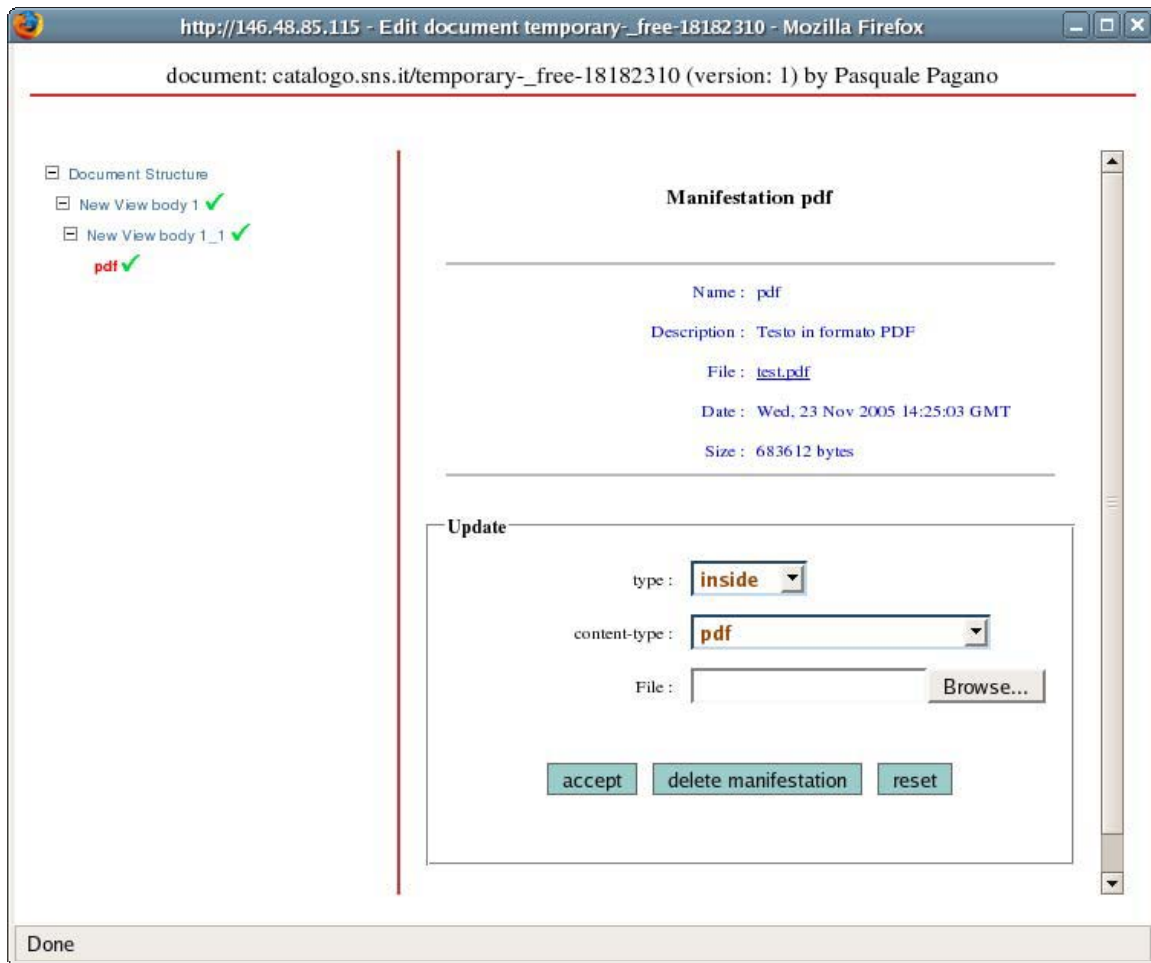 http://146.48.85.115 - Edit document temporary-_free-18182310 - Mozilla Firefox
document: catalogo.sns.it/temporary-_free-18182310 (version: 1) by Pasquale Pagano
Document Structure
New View body 1
New View body 1_1
pdf
Manifestation pdf
Name : pdf
Description : Testo in formato PDF
File : test.pdf
Date : Wed, 23 Nov 2005 14:25:03 GMT
Size : 683612 bytes
Update
type : inside
content-type : pdf
File : Browse...
accept delete manifestation reset
Done